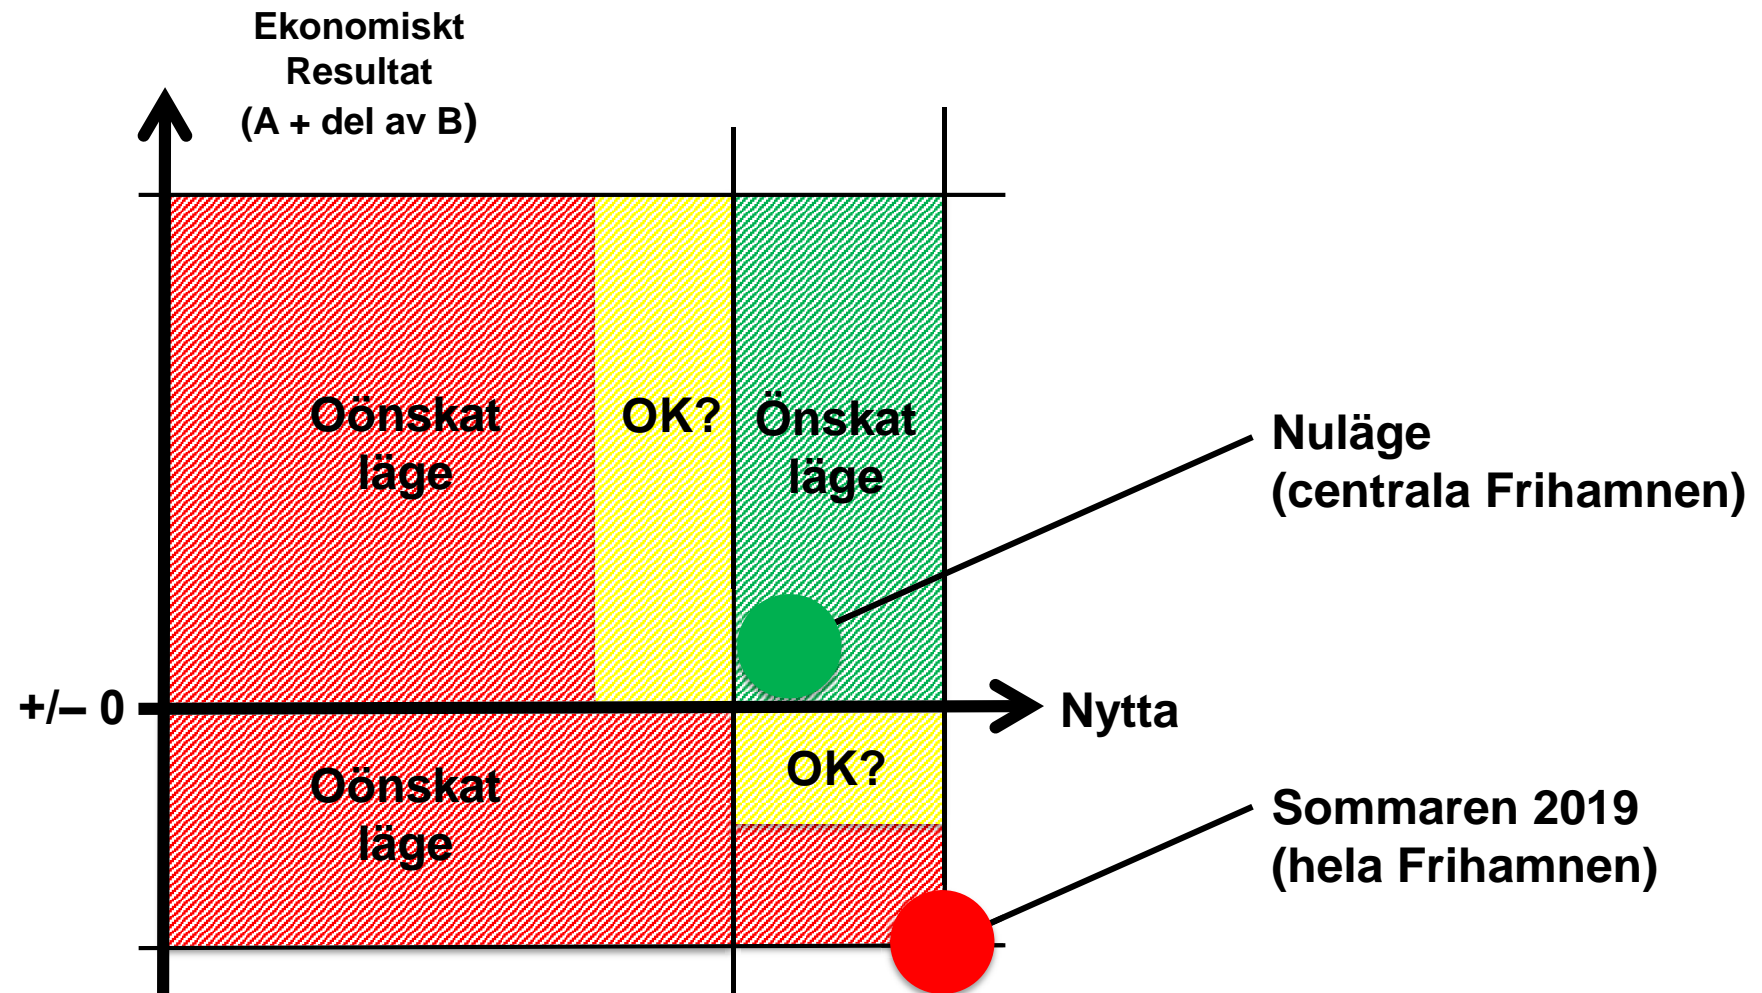 Ekonomiskt
Resultat
(A + del av B)
Oönskat
läge
OK?
Önskat
läge
Nuläge
(centrala Frihamnen)
+/– 0
Nytta
Oönskat
läge
OK?
Sommaren 2019
(hela Frihamnen)